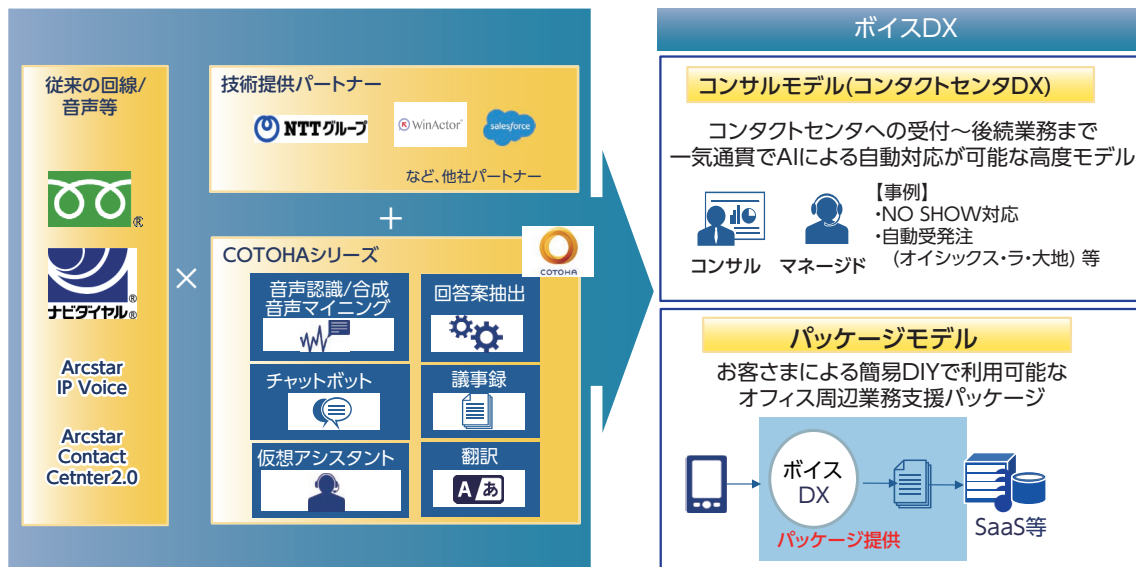 従来の回線/
音声等
®
ナビダイヤル®
®
Arcstar
IP Voice
Arcstar
Contact
Cetnter2.0
×
技術提供パートナー
NTTグループ
WinActor®
salesforce
など、他社パートナー
+
COTOHAシリーズ
COTOHA
音声認識/合成
音声マイニング
回答案抽出
チャットボット
議事録
仮想アシスタント
翻訳
A/あ
ボイスDX
コンサルモデル(コンタクトセンタDX)
コンタクトセンタへの受付~後続業務まで
一気通貫でAIによる自動対応が可能な高度モデル
コンサル
マネージド
【事例】
・NO SHOW対応
・自動受発注
(オイシックス・ラ・大地) 等
パッケージモデル
お客さまによる簡易DIYで利用可能な
オフィス周辺業務支援パッケージ
ボイス
DX
パッケージ提供
SaaS等